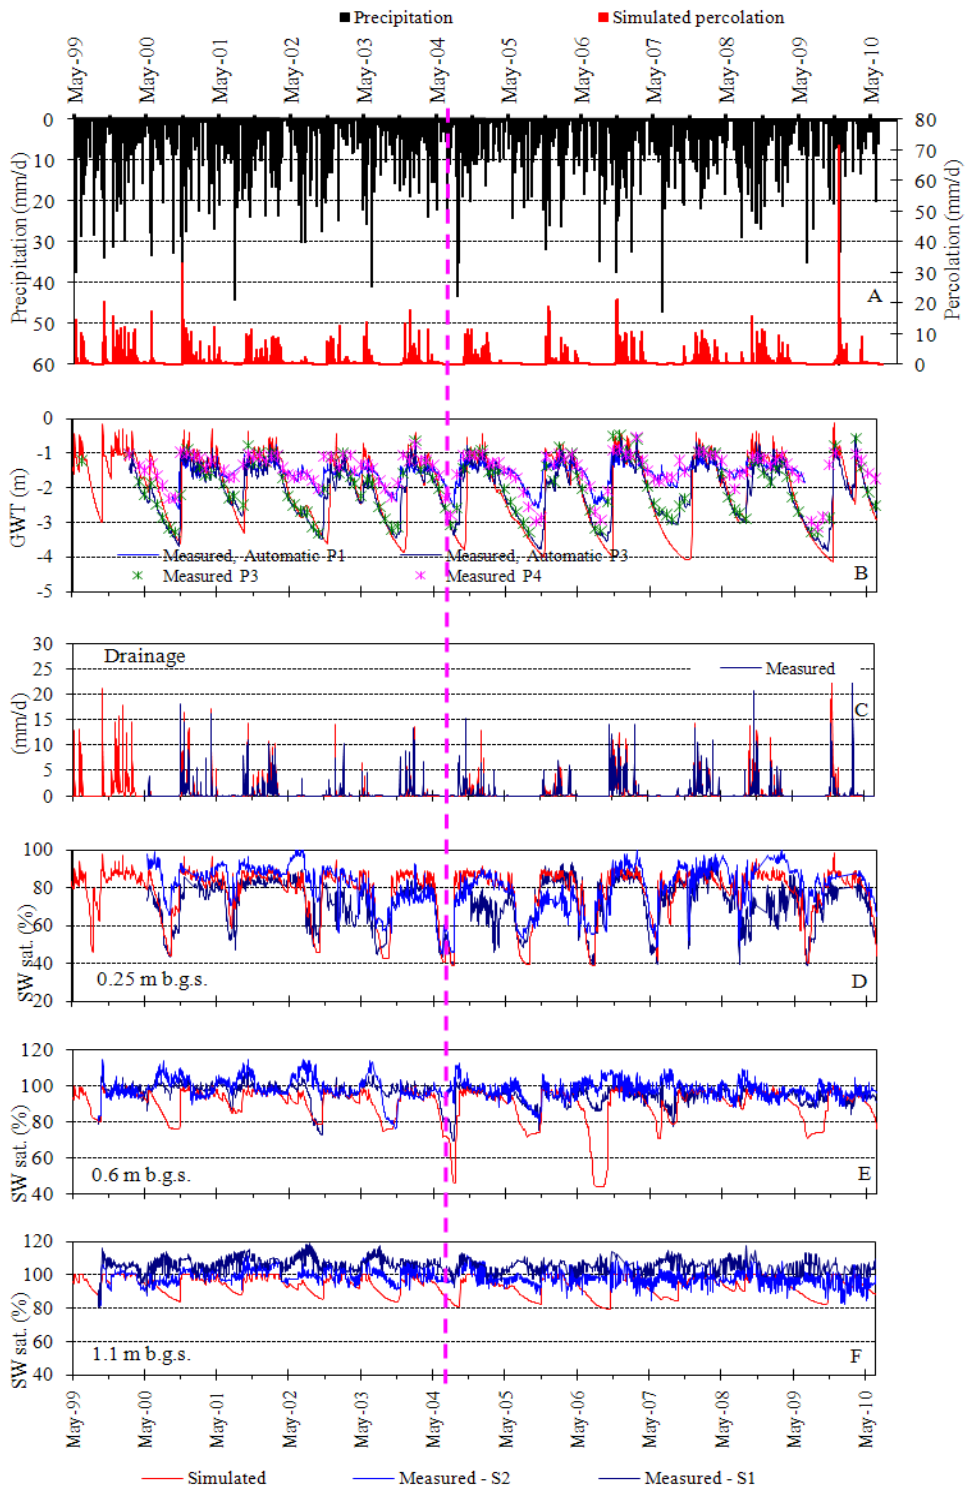 Precipitation
Simulated percolation
May-99
May-00
May-01
May-02
May-03
May-04
May-05
May-06
May-07
May-08
May-09
May-10
Precipitation (mm/d)
0
10
20
30
40
50
60
80
70
60
50
40
30
20
10
0
Percolation (mm/d)
A
GWT (m)
0
-1
-2
-3
-4
-5
Measured, Automatic P1
Measured, Automatic P3
Measured P3
Measured P4
B
(mm/d)
30
25
20
15
10
5
0
Drainage
Measured
C
SW sat. (%)
100
80
60
40
20
0.25 m b.g.s.
D
SW sat. (%)
120
100
80
60
40
0.6 m b.g.s.
E
SW sat. (%)
120
100
80
60
40
1.1 m b.g.s.
F
May-99
May-00
May-01
May-02
May-03
May-04
May-05
May-06
May-07
May-08
May-09
May-10
Simulated
Measured - S2
Measured - S1